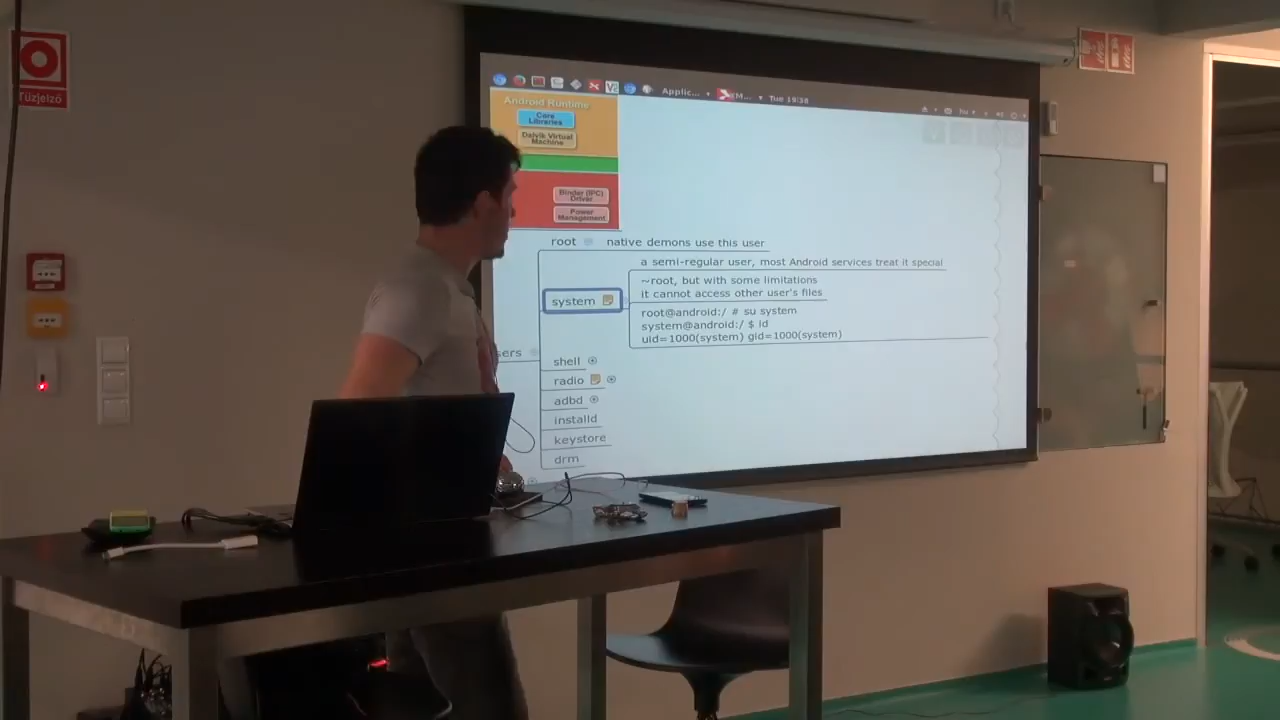 Tűzjelző
Applic...
Tue 19:38
Android Runtime
Core
Libraries
Dalvik Virtual
Machine
Binder (IPC)
Driver
Power
Management
root
native demons use this user
a semi-regular user, most Android services treat it special
~root, but with some limitations
it cannot access other user's files
system
root@android:/ # su system
system@android:/ $ id
uid=1000(system) gid=1000(system)
sers
shell
radio
adbd
installd
keystore
drm